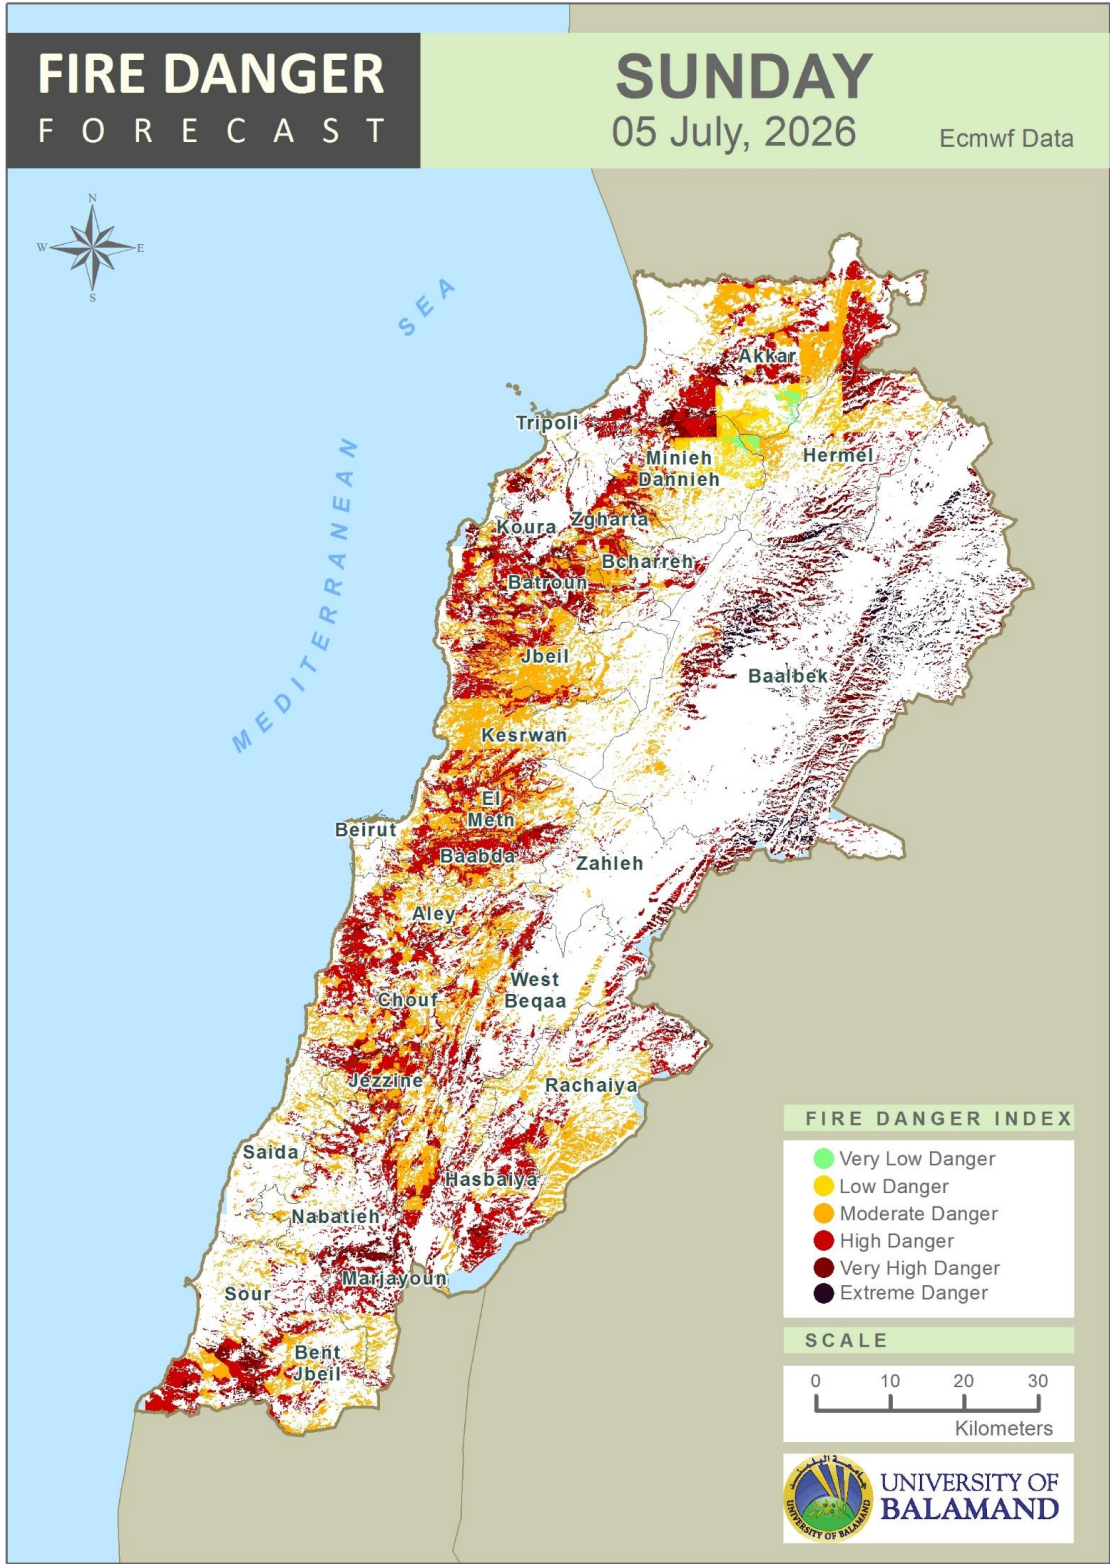 FIRE DANGER
FORECAST
SUNDAY
05 July, 2026
Ecmwf Data
N
W
E
S
SEA
MEDITERRANEAN
Akkar
Tripoli
Minieh
Dannieh
Hermel
Koura
Zgharta
Bcharreh
Batroun
Jbeil
Baalbek
Kesrwan
El
Metn
Beirut
Baabda
Zahleh
Aley
West
Beqaa
Chouf
Jezzine
Rachaiya
Saida
Hasbaiya
Nabatieh
Marjayoun
Sour
Bent
Jbeil
FIRE DANGER INDEX
Very Low Danger
Low Danger
Moderate Danger
High Danger
Very High Danger
Extreme Danger
SCALE
0 10 20 30
Kilometers
UNIVERSITY OF
BALAMAND
UNIVERSITY OF BALAMAND